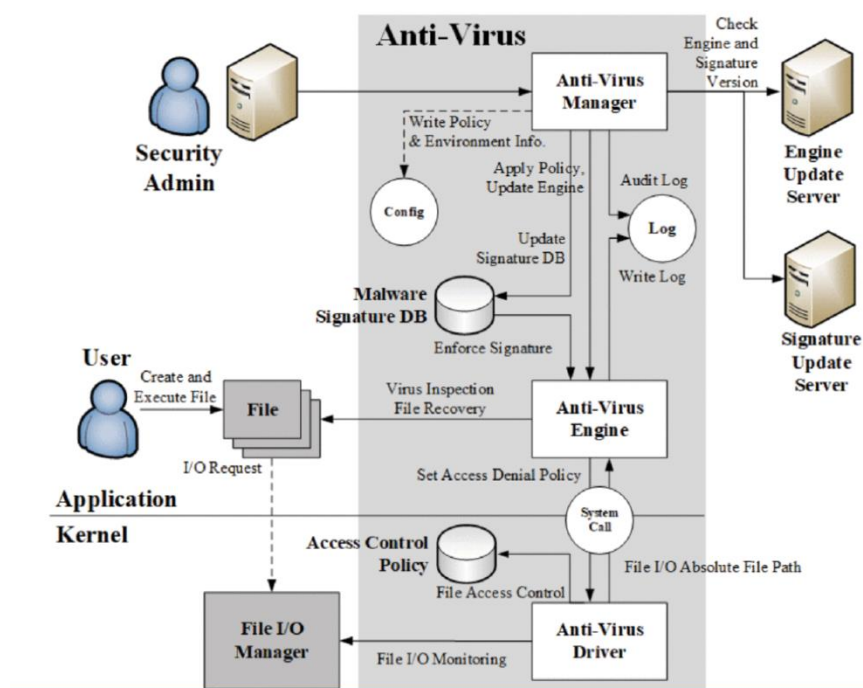 Anti-Virus
Check
Engine and
Signature
Version
Anti-Virus
Manager
Security
Admin
Write Policy
& Environment Info.
Engine
Update
Server
Apply Policy,
Update Engine
Audit Log
Config
Log
Update
Signature DB
Write Log
Malware
Signature DB
Enforce Signature
Signature
Update
Server
User
Create and
Execute File
File
Virus Inspection
File Recovery
Anti-Virus
Engine
I/O Request
Set Access Denial Policy
Application
System
Call
Kernel
Access Control
Policy
File I/O Absolute File Path
File Access Control
File I/O
Manager
Anti-Virus
Driver
File I/O Monitoring